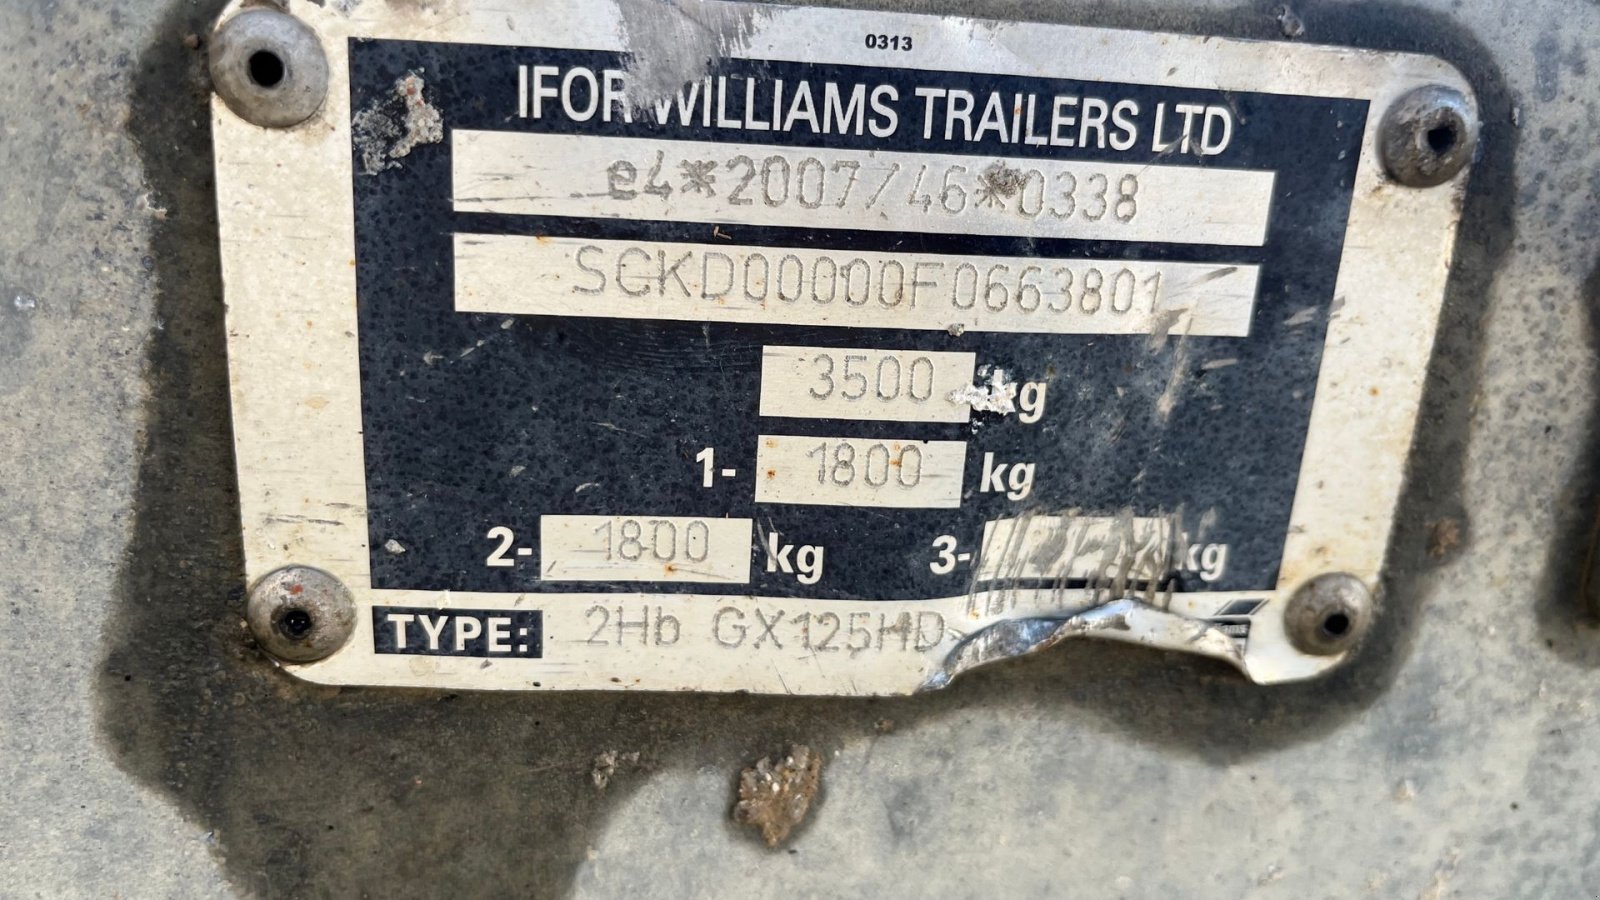 0313
IFOR WILLIAMS TRAILERS LTD
e4*2007/46*0338
SCKD00000F0663801
3500 kg
1- 1800 kg
2- 1800 kg 3- kg
TYPE: 2Hb GX125HD